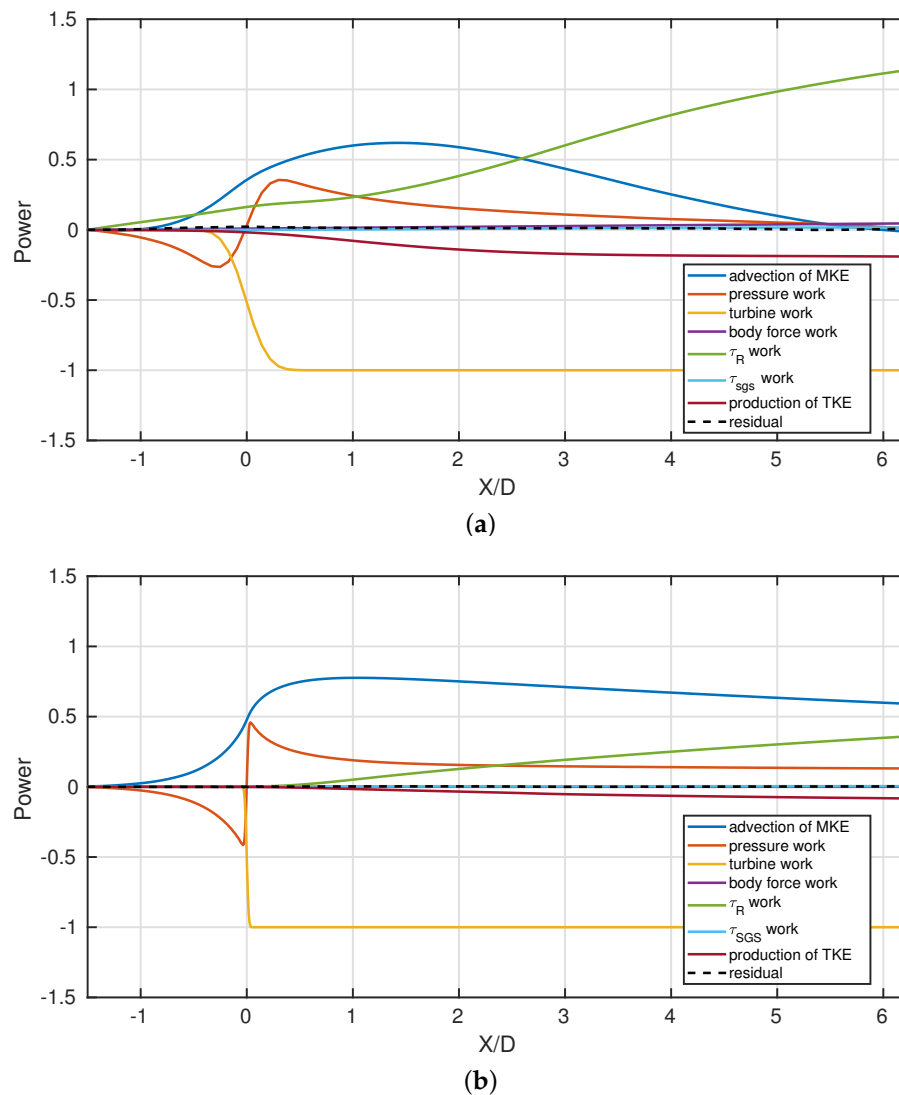 1.5
1
0.5
0
-0.5
-1
-1.5
Power
advection of MKE
pressure work
turbine work
body force work
τR work
τsgs work
production of TKE
residual
-1 0 1 2 3 4 5 6
X/D
(a)
1.5
1
0.5
0
-0.5
-1
-1.5
Power
advection of MKE
pressure work
turbine work
body force work
τR work
τSGS work
production of TKE
residual
-1 0 1 2 3 4 5 6
X/D
(b)